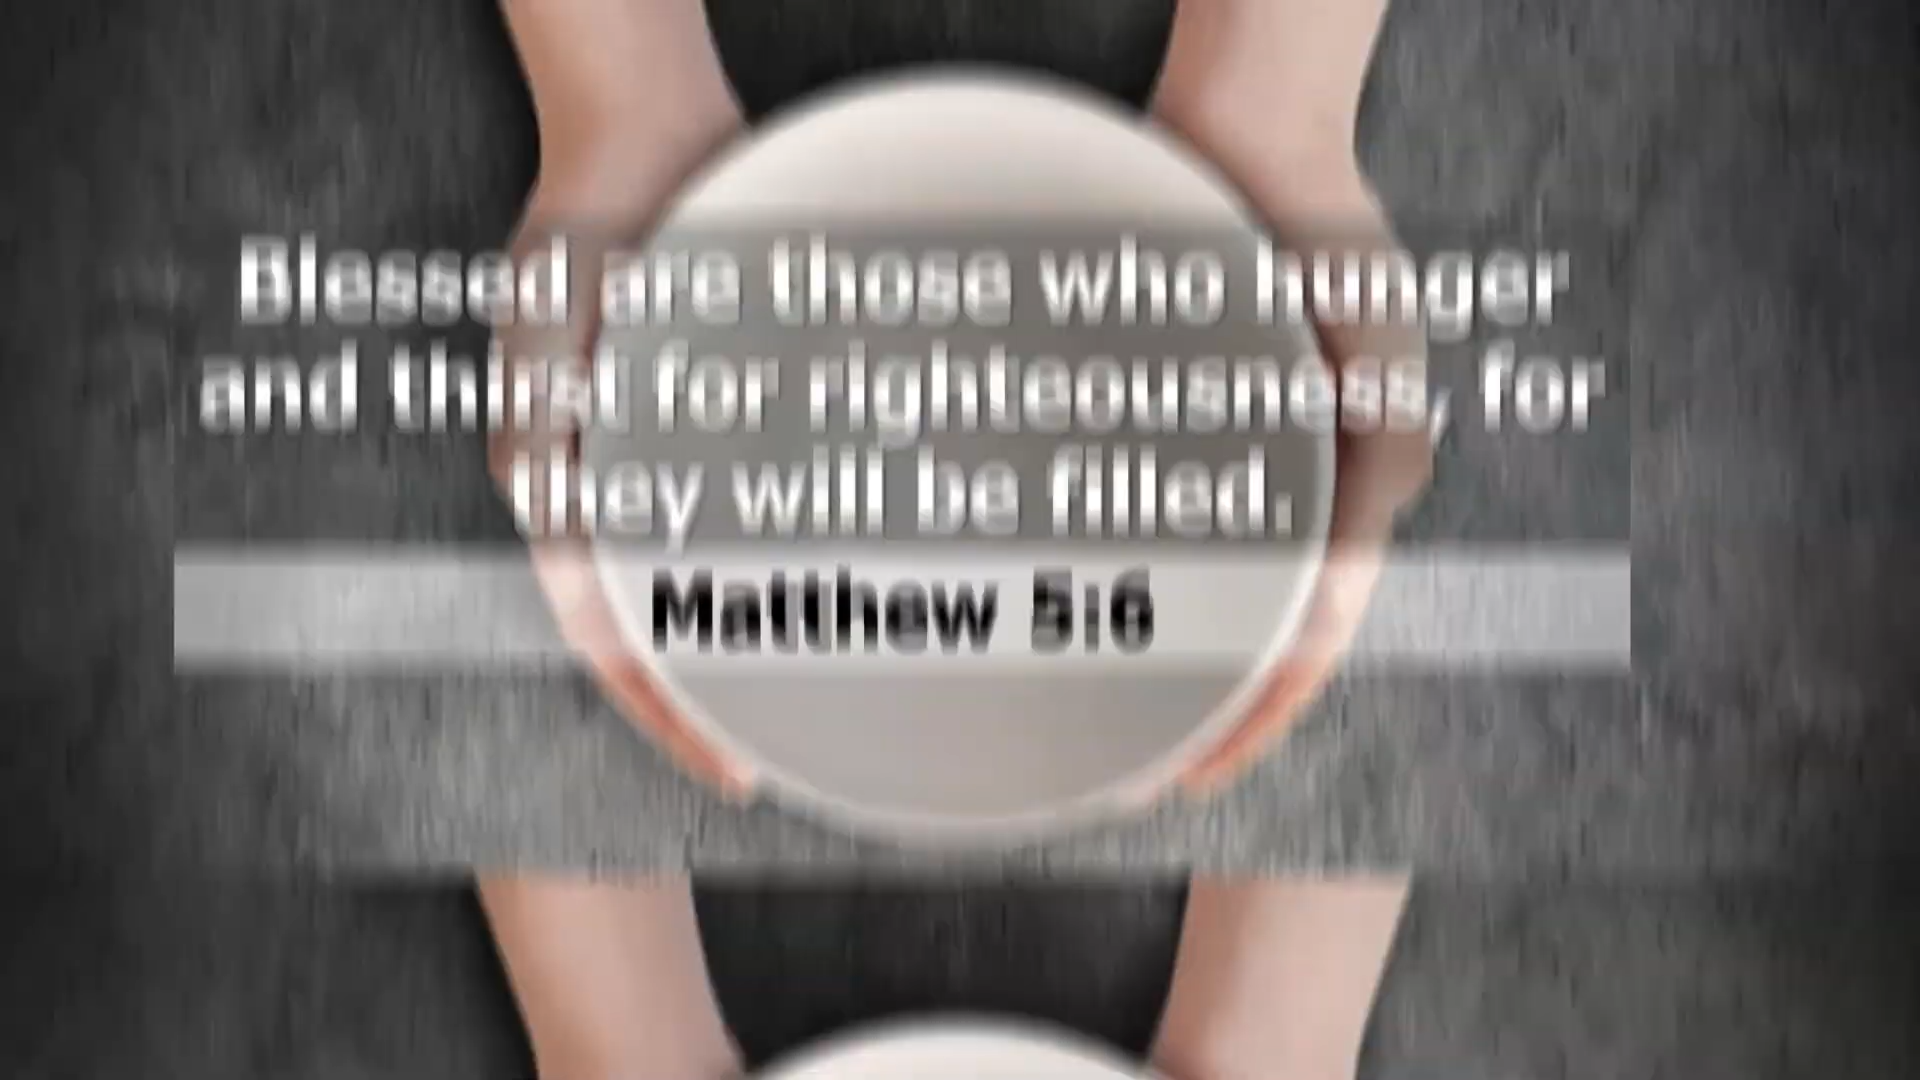 Blessed are those who hunger
and thirst for righteousness, for
they will be filled.
Matthew 5:6